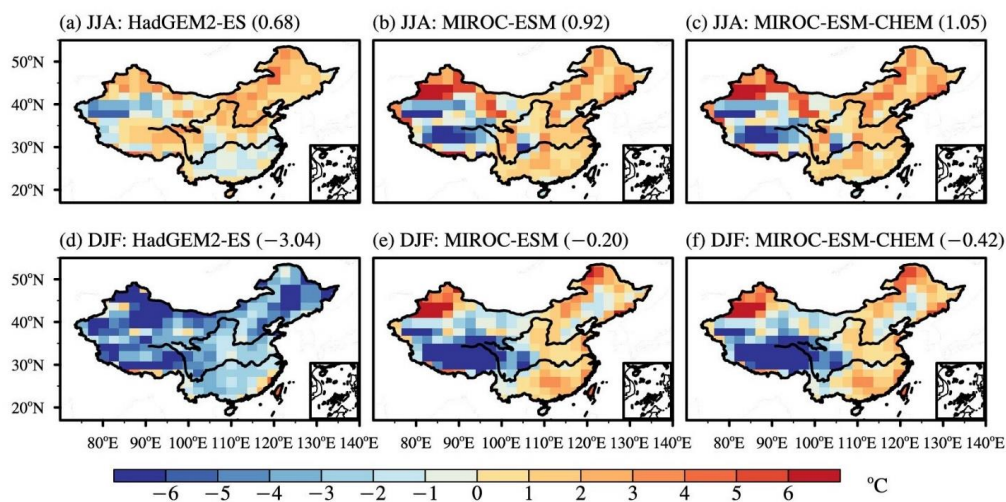 (a) JJA: HadGEM2-ES (0.68) (b) JJA: MIROC-ESM (0.92) (c) JJA: MIROC-ESM-CHEM (1.05)
50°N
40°N
30°N
20°N
(d) DJF: HadGEM2-ES (−3.04) (e) DJF: MIROC-ESM (−0.20) (f) DJF: MIROC-ESM-CHEM (−0.42)
50°N
40°N
30°N
20°N
80°E 90°E 100°E 110°E 120°E 130°E 140°E 80°E 90°E 100°E 110°E 120°E 130°E 140°E 80°E 90°E 100°E 110°E 120°E 130°E 140°E
−6 −5 −4 −3 −2 −1 0 1 2 3 4 5 6 °C